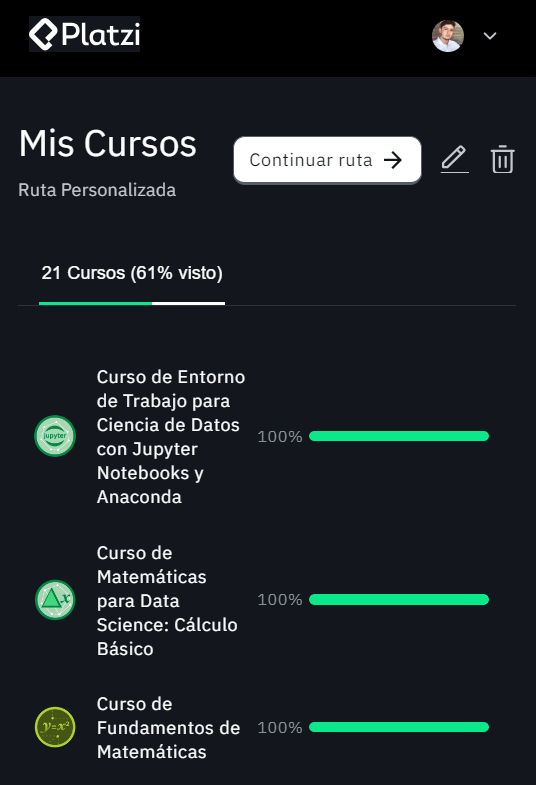 Platzi
Mis Cursos
Continuar ruta
Ruta Personalizada
21 Cursos (61% visto)
Curso de Entorno
de Trabajo para
Ciencia de Datos
con Jupyter
Notebooks y
Anaconda
jupyter
100%
Curso de
Matemáticas
para Data
Science: Cálculo
Básico
x
100%
Curso de
Fundamentos de
Matemáticas
y=x²
100%